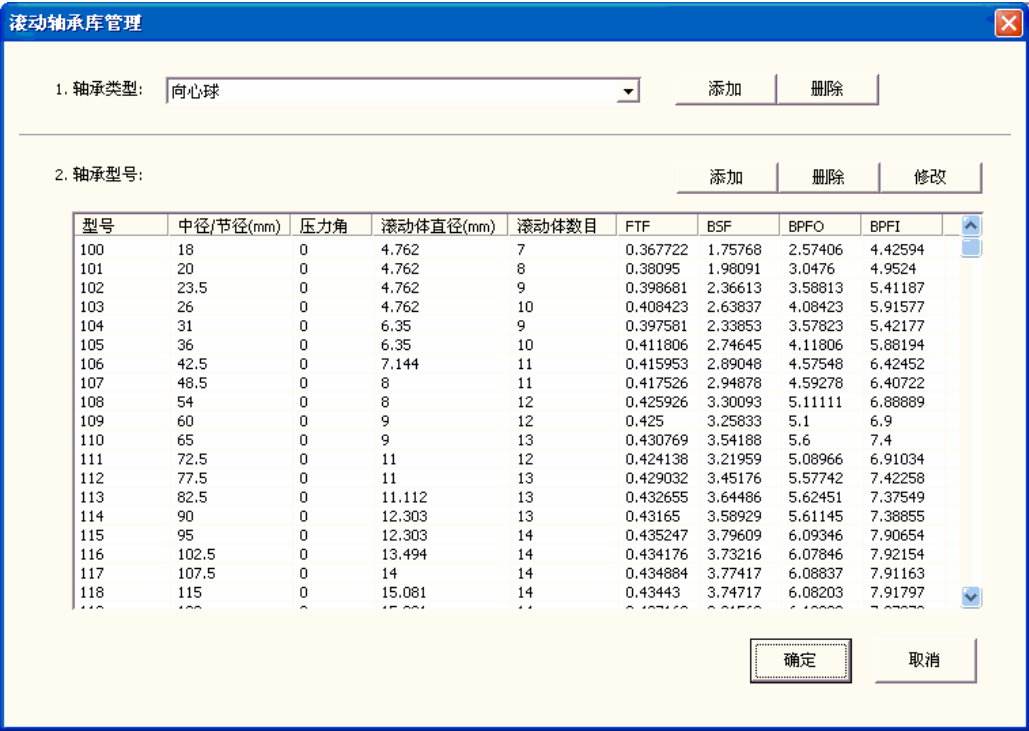 滚动轴承库管理
1. 轴承类型: 向心球 添加 删除
2. 轴承型号: 添加 删除 修改
型号 中径/节径(mm) 压力角 滚动体直径(mm) 滚动体数目 FTF BSF BPFO BPFI
100 18 0 4.762 7 0.367722 1.75768 2.57406 4.42594
101 20 0 4.762 8 0.38095 1.98091 3.0476 4.9524
102 23.5 0 4.762 9 0.398681 2.36613 3.58813 5.41187
103 26 0 4.762 10 0.408423 2.63837 4.08423 5.91577
104 31 0 6.35 9 0.397581 2.33853 3.57823 5.42177
105 36 0 6.35 10 0.411806 2.74645 4.11806 5.88194
106 42.5 0 7.144 11 0.415953 2.89048 4.57548 6.42452
107 48.5 0 8 11 0.417526 2.94878 4.59278 6.40722
108 54 0 8 12 0.425926 3.30093 5.11111 6.88889
109 60 0 9 12 0.425 3.25833 5.1 6.9
110 65 0 9 13 0.430769 3.54188 5.6 7.4
111 72.5 0 11 12 0.424138 3.21959 5.08966 6.91034
112 77.5 0 11 13 0.429032 3.45176 5.57742 7.42258
113 82.5 0 11.112 13 0.432655 3.64486 5.62451 7.37549
114 90 0 12.303 13 0.43165 3.58929 5.61145 7.38855
115 95 0 12.303 14 0.435247 3.79609 6.09346 7.90654
116 102.5 0 13.494 14 0.434176 3.73216 6.07846 7.92154
117 107.5 0 14 14 0.434884 3.77417 6.08837 7.91163
118 115 0 15.081 14 0.43443 3.74717 6.08203 7.91797
确定 取消